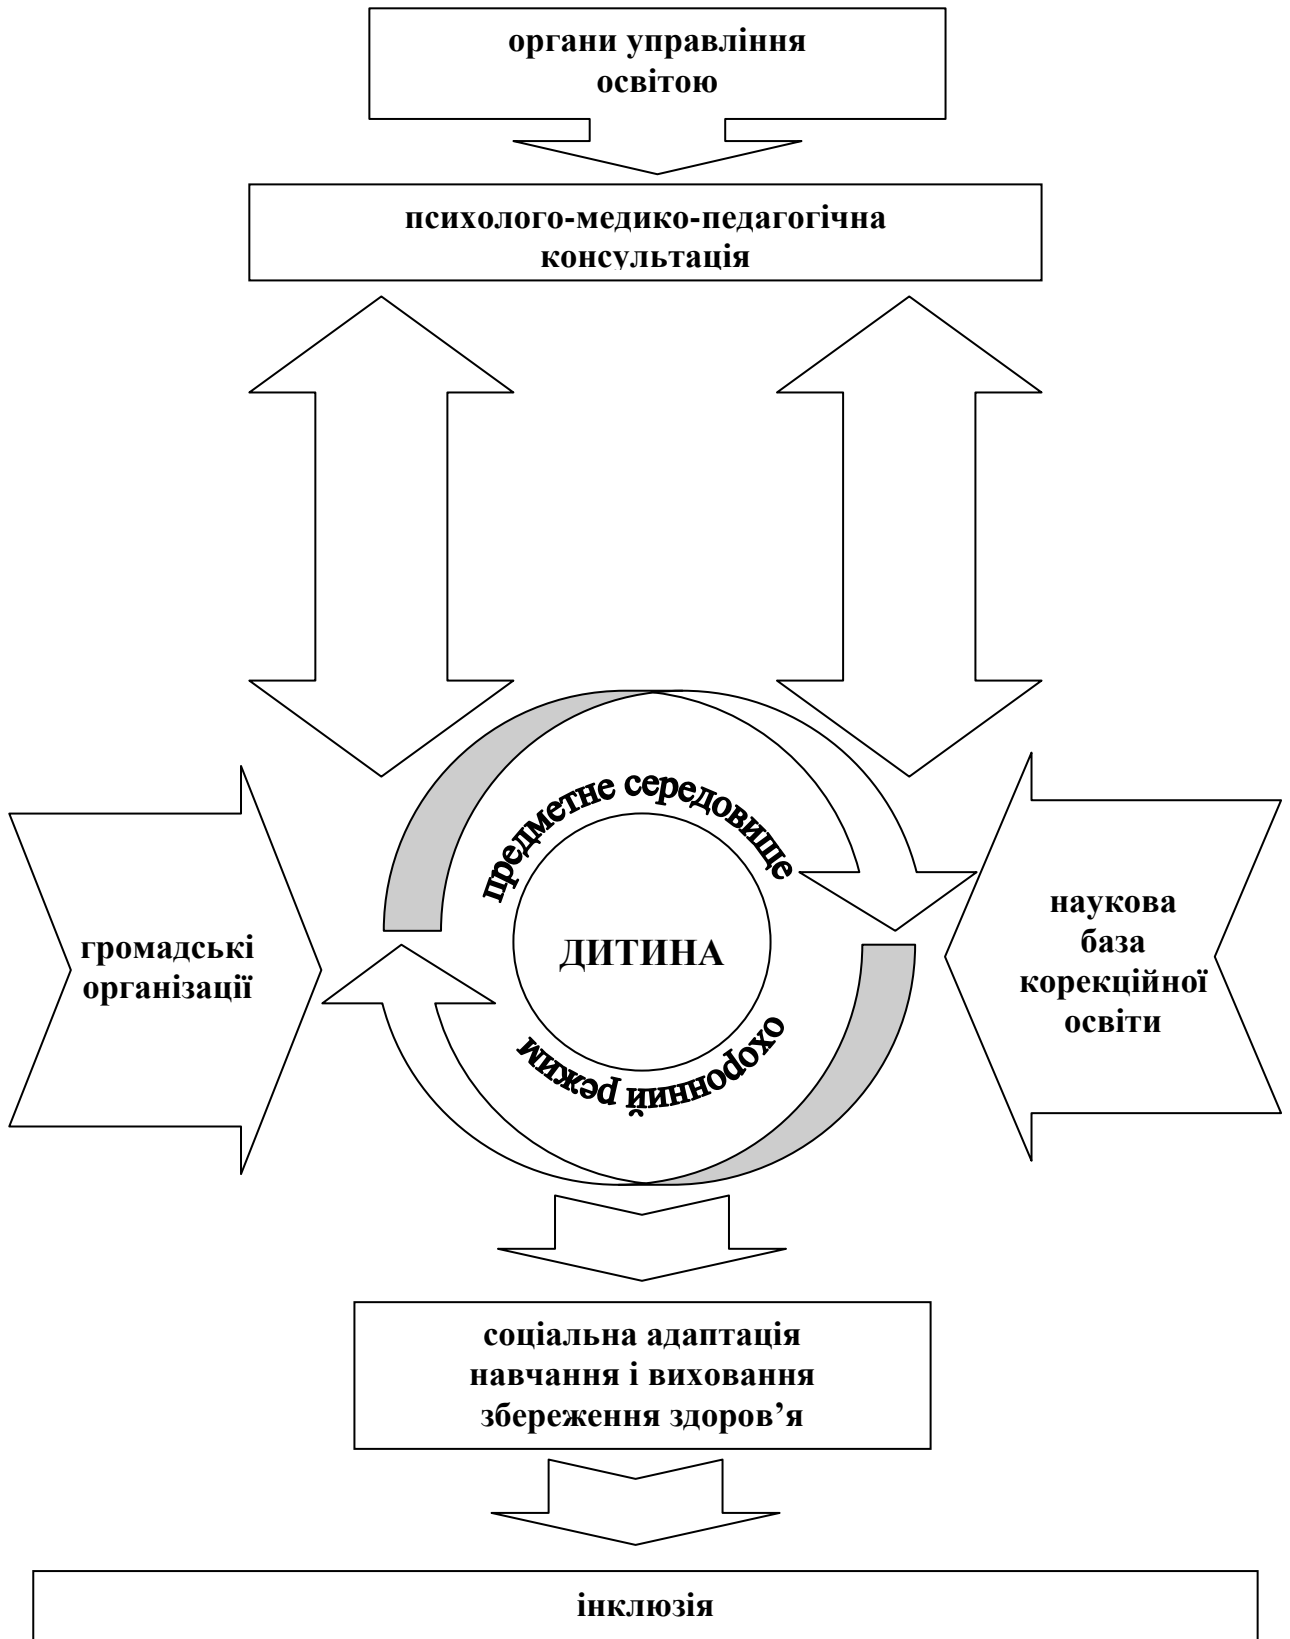 органи управління
освітою
психолого-медико-педагогічна
консультація
предметне середовище
ДИТИНА
охоронний режим
громадські
організації
наукова
база
корекційної
освіти
соціальна адаптація
навчання і виховання
збереження здоров’я
інклюзія